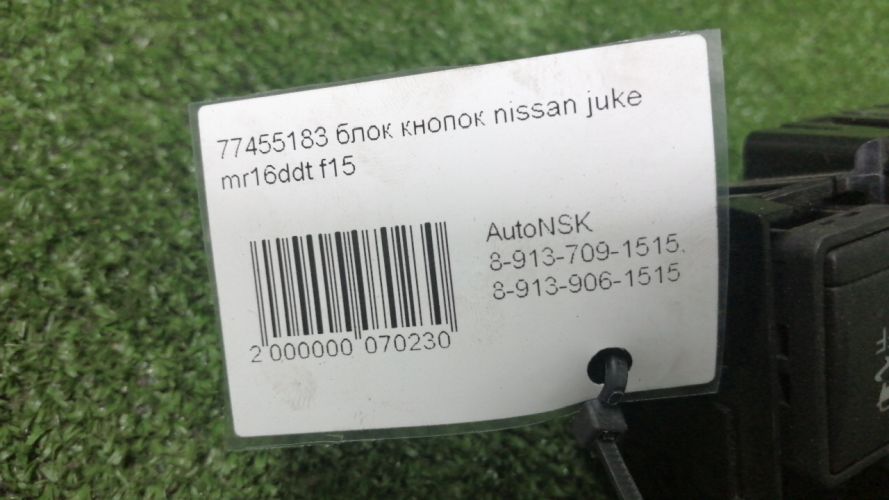 77455183 блок кнопок nissan juke
mr16ddt f15
AutoNSK
8-913-709-1515,
8-913-906-1515
2 000000 070230